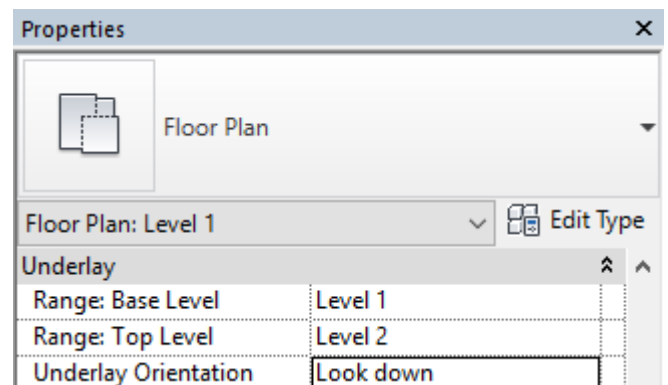 Properties
Floor Plan
Floor Plan: Level 1 Edit Type
Underlay
Range: Base Level Level 1
Range: Top Level Level 2
Underlay Orientation Look down